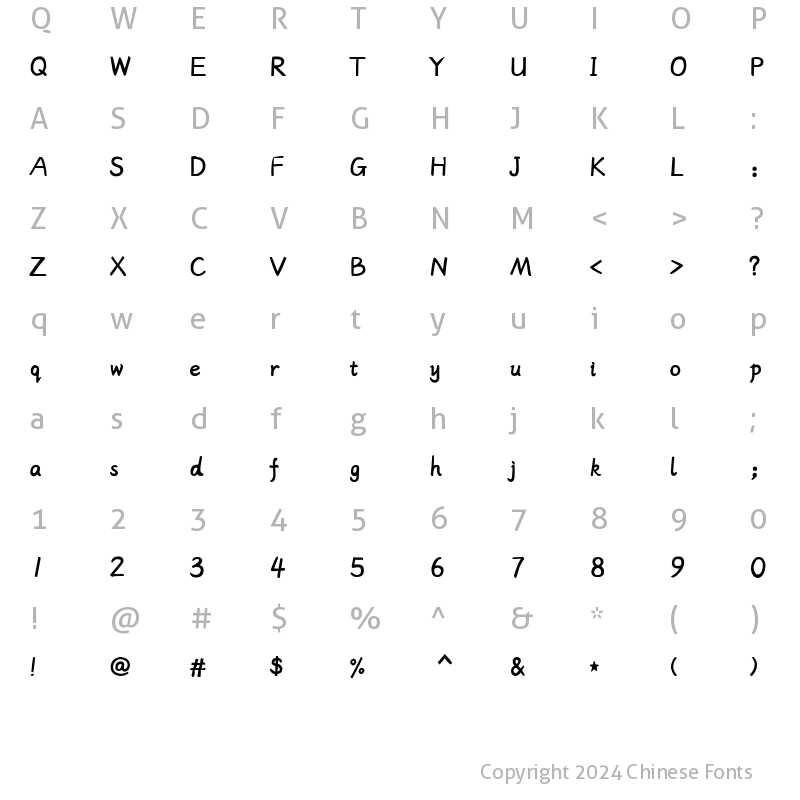 Q W E R T Y U I O P
Q W E R T Y U I O P
A S D F G H J K L :
A S D F G H J K L :
Z X C V B N M < > ?
Z X C V B N M < > ?
q w e r t y u i o p
q w e r t y u i o p
a s d f g h j k l ;
a s d f g h j k l ;
1 2 3 4 5 6 7 8 9 0
1 2 3 4 5 6 7 8 9 0
! @ # $ % ^ & * ( )
! @ # $ % ^ & * ( )
Copyright 2024 Chinese Fonts